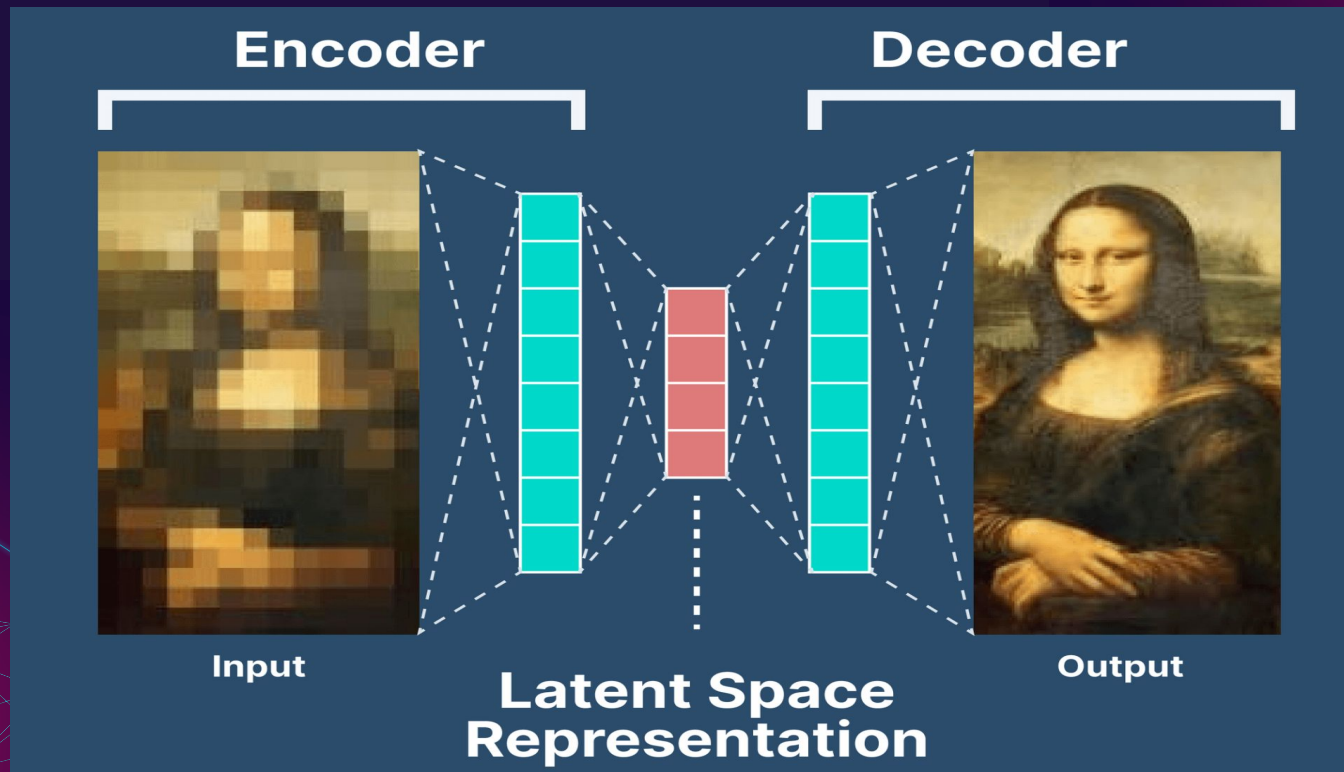 Encoder
Decoder
Input
Output
Latent Space
Representation